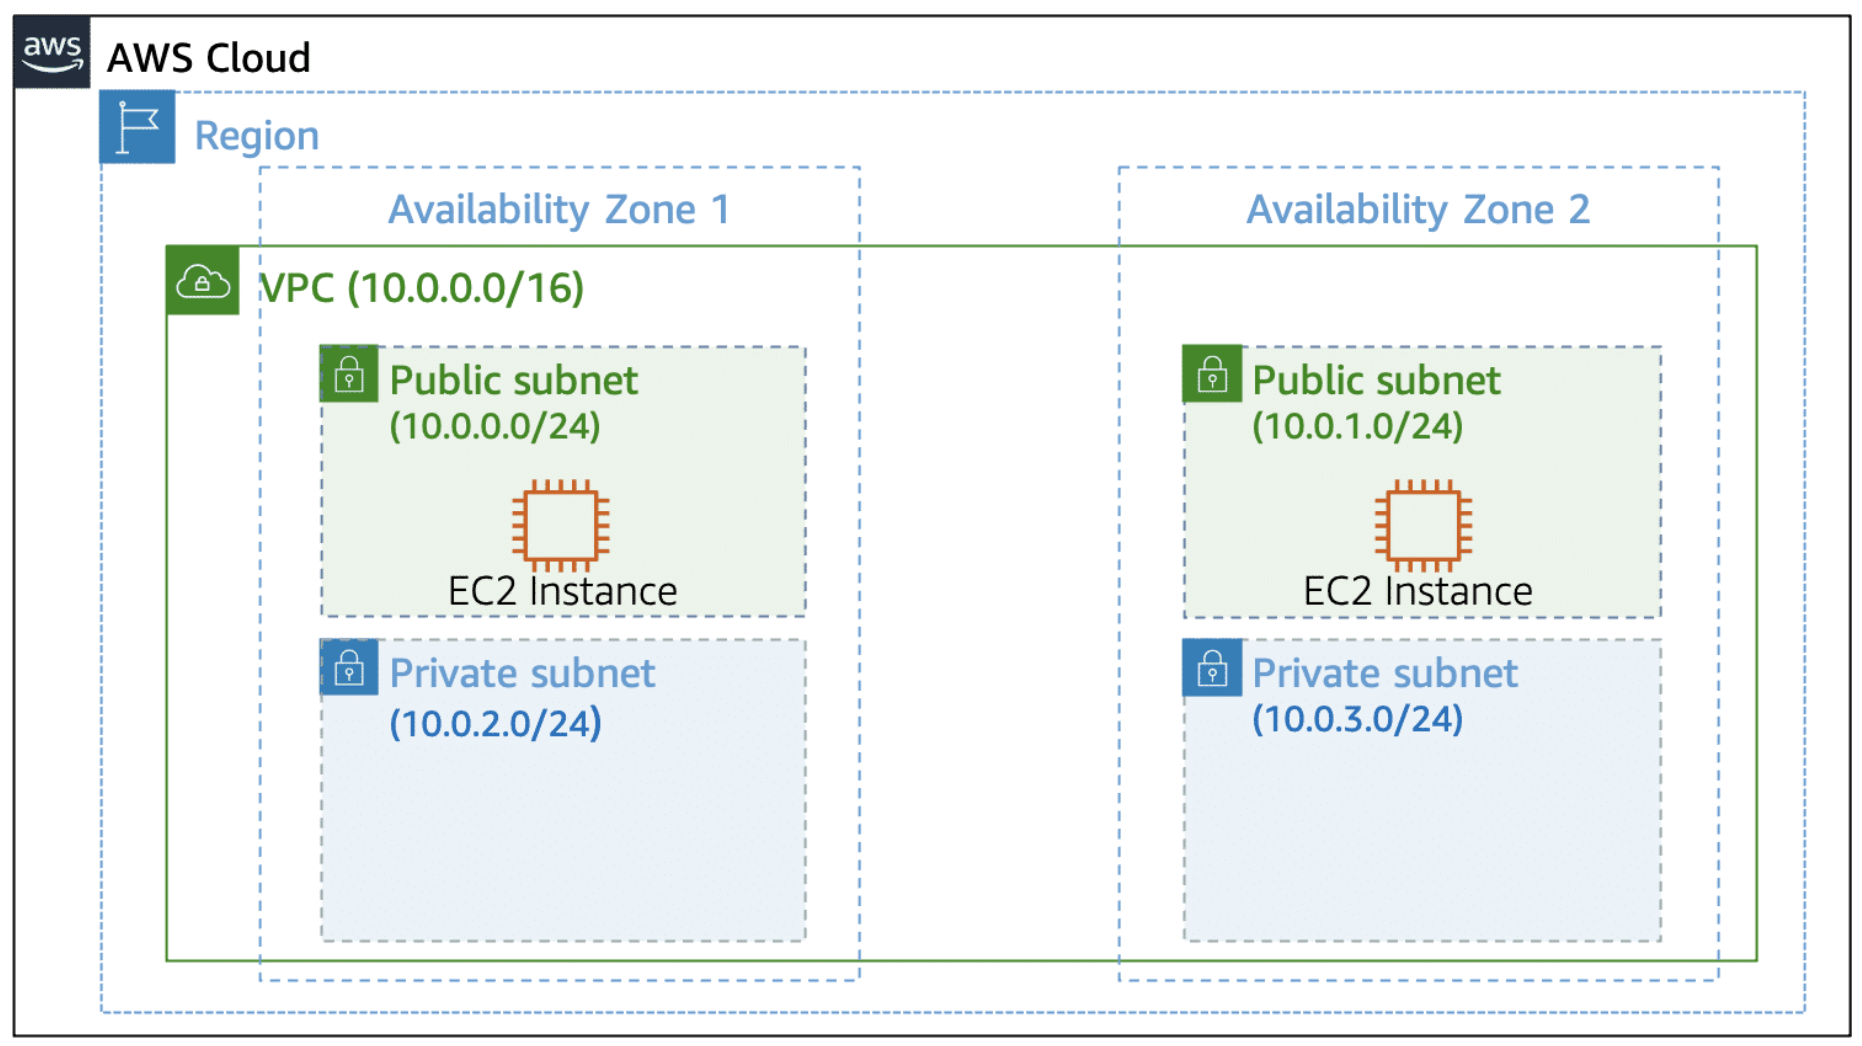 aws
AWS Cloud
Region
Availability Zone 1
Availability Zone 2
VPC (10.0.0.0/16)
Public subnet
(10.0.0.0/24)
EC2 Instance
Public subnet
(10.0.1.0/24)
EC2 Instance
Private subnet
(10.0.2.0/24)
Private subnet
(10.0.3.0/24)